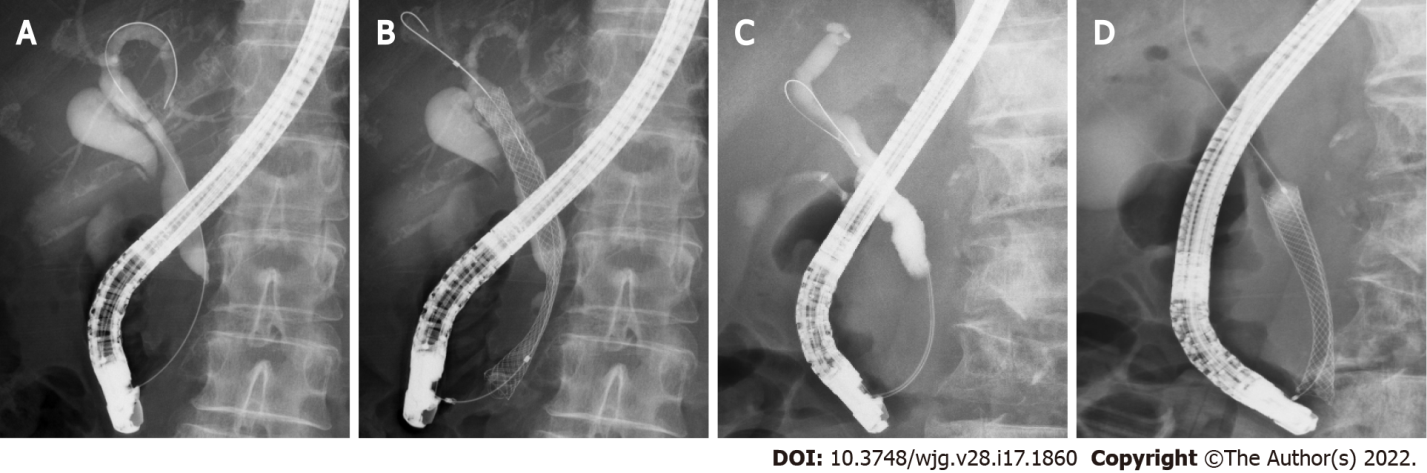 A
B
C
D
DOI: 10.3748/wjg.v28.i17.1860 Copyright ©The Author(s) 2022.